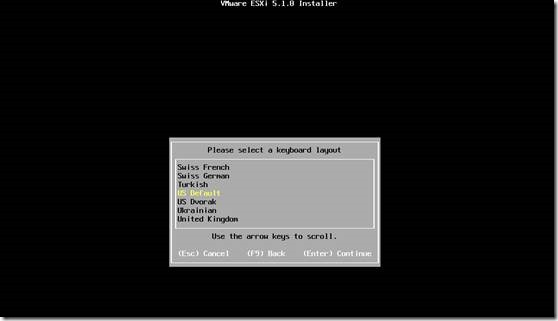 VMware ESXi 5.1.0 Installer
Please select a keyboard layout
Swiss French
Swiss German
Turkish
US Default
US Dvorak
Ukrainian
United Kingdom
Use the arrow keys to scroll.
(Esc) Cancel (F9) Back (Enter) Continue